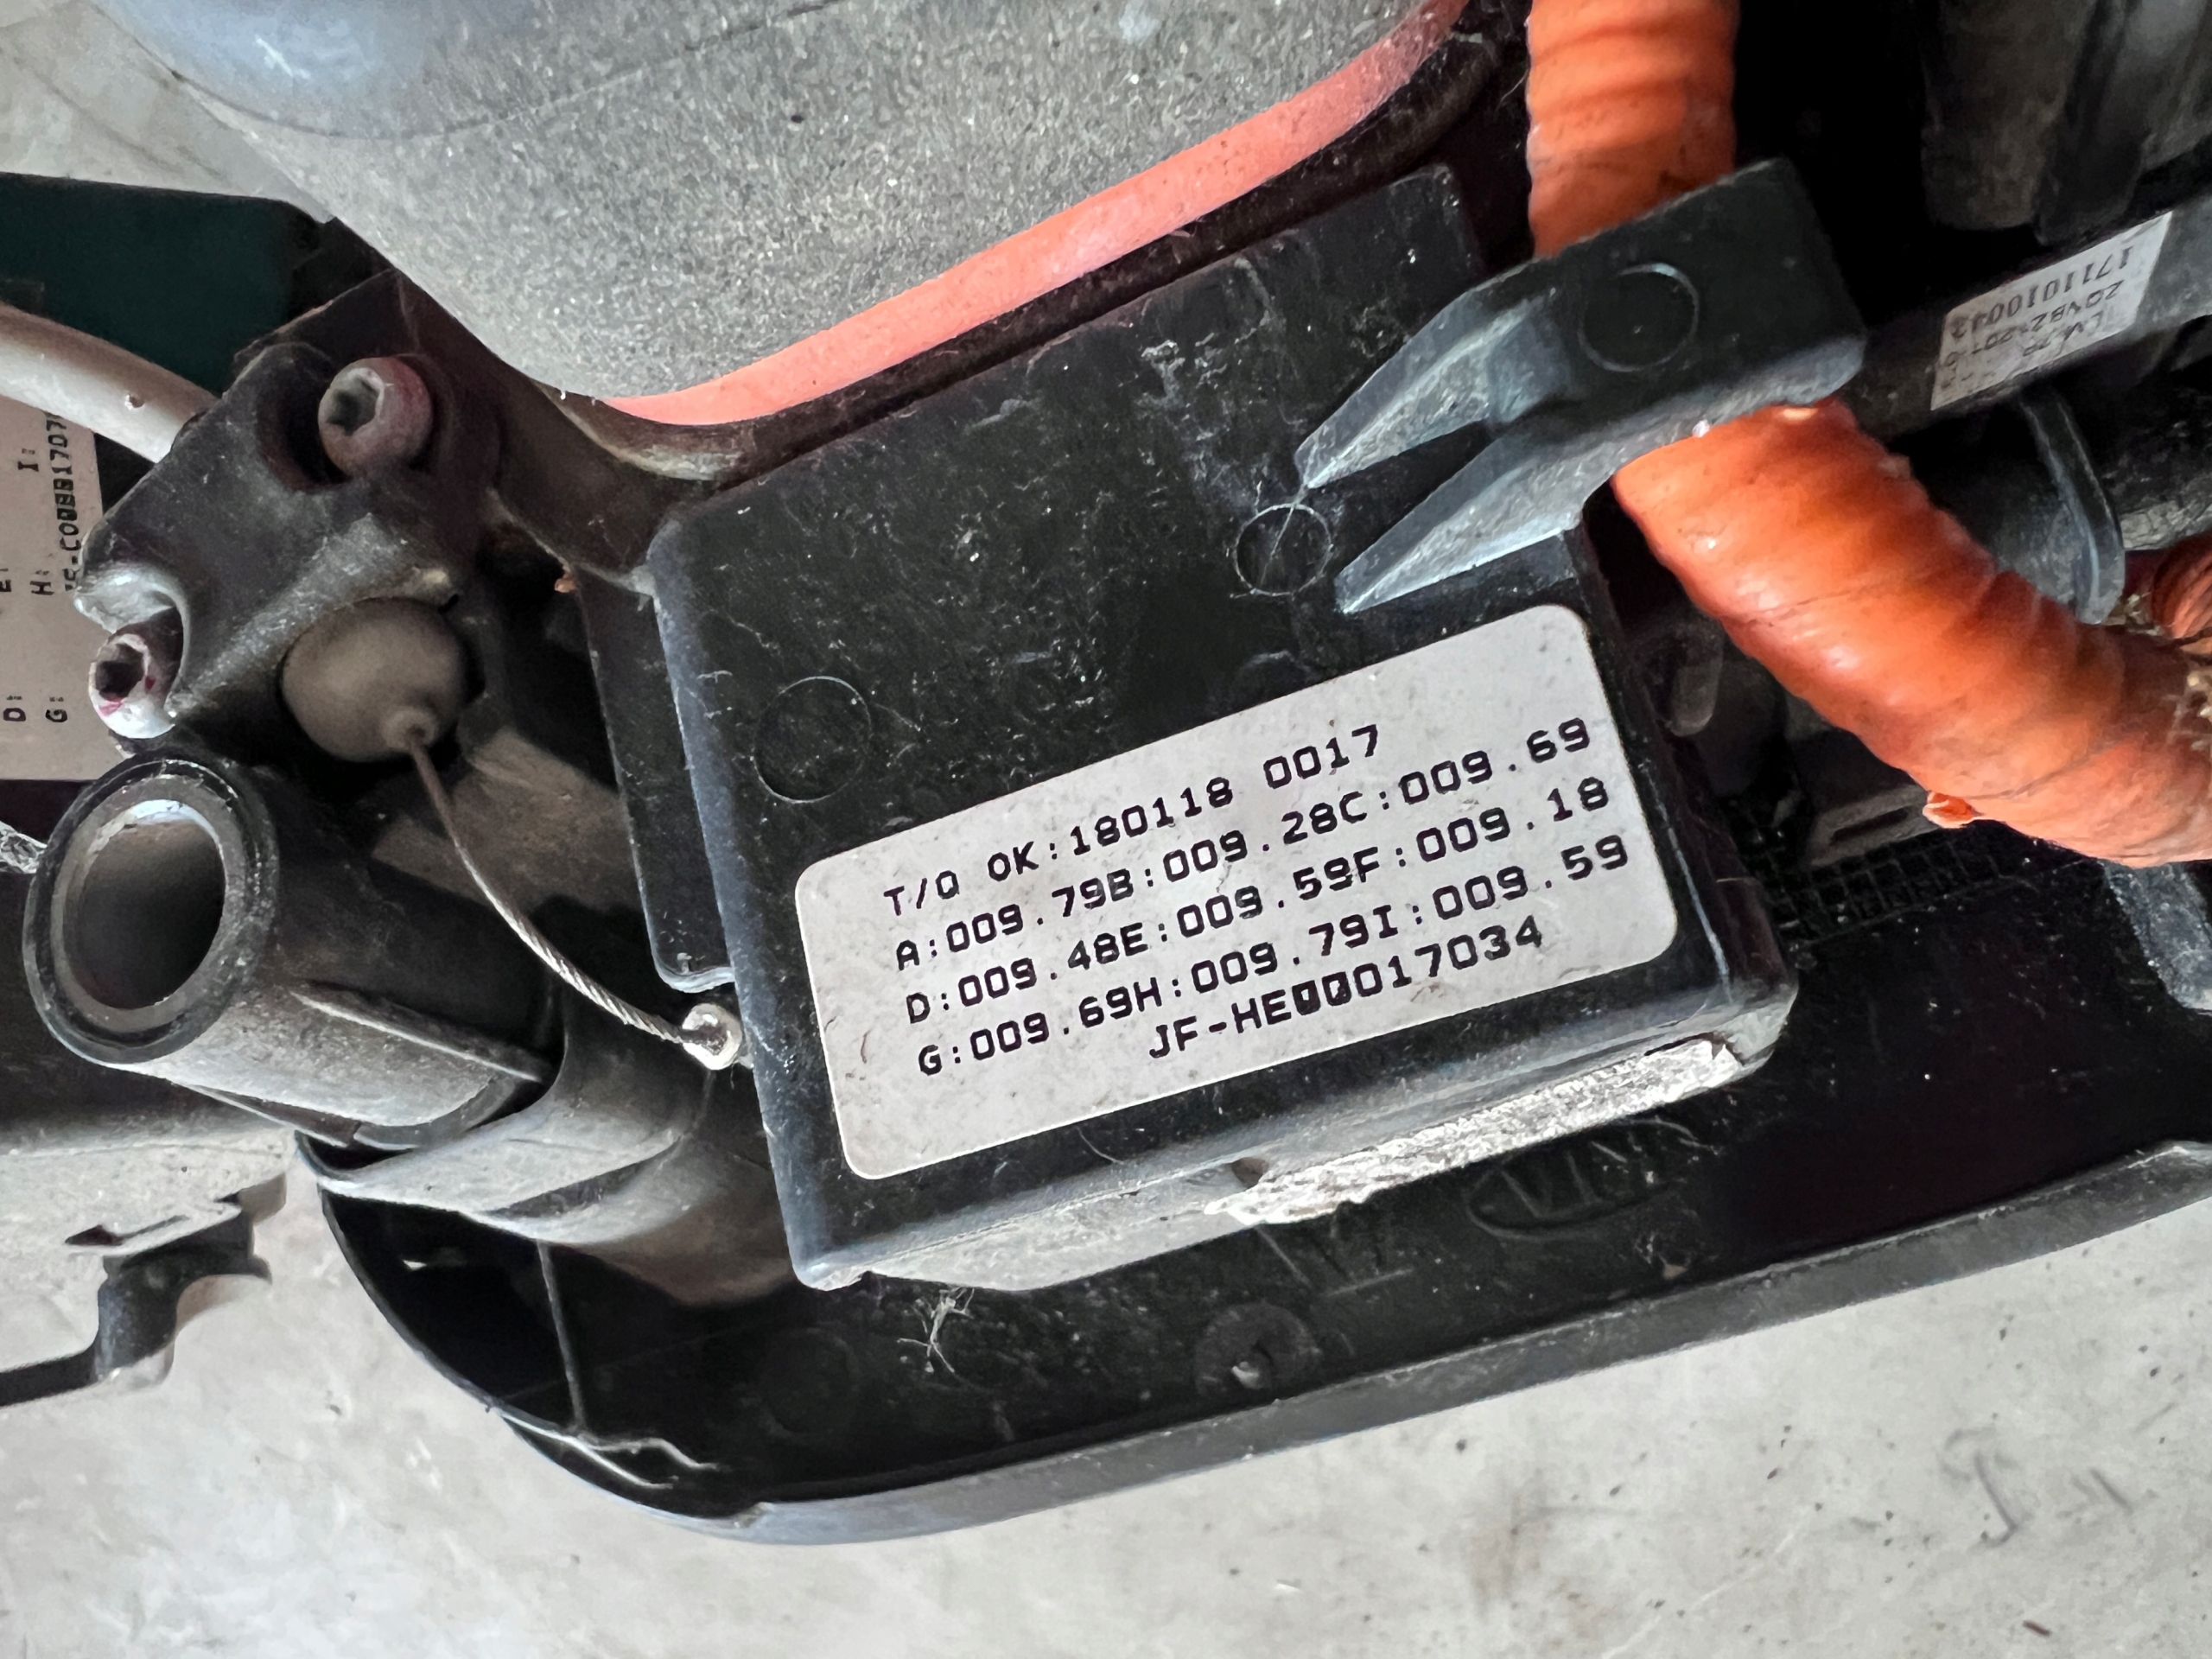 T/Q OK:180118 0017
A:009.79B:009.28C:009.69
D:009.48E:009.59F:009.18
G:009.69H:009.79I:009.59
JF-HE00017034
I:
H:
D:
G: